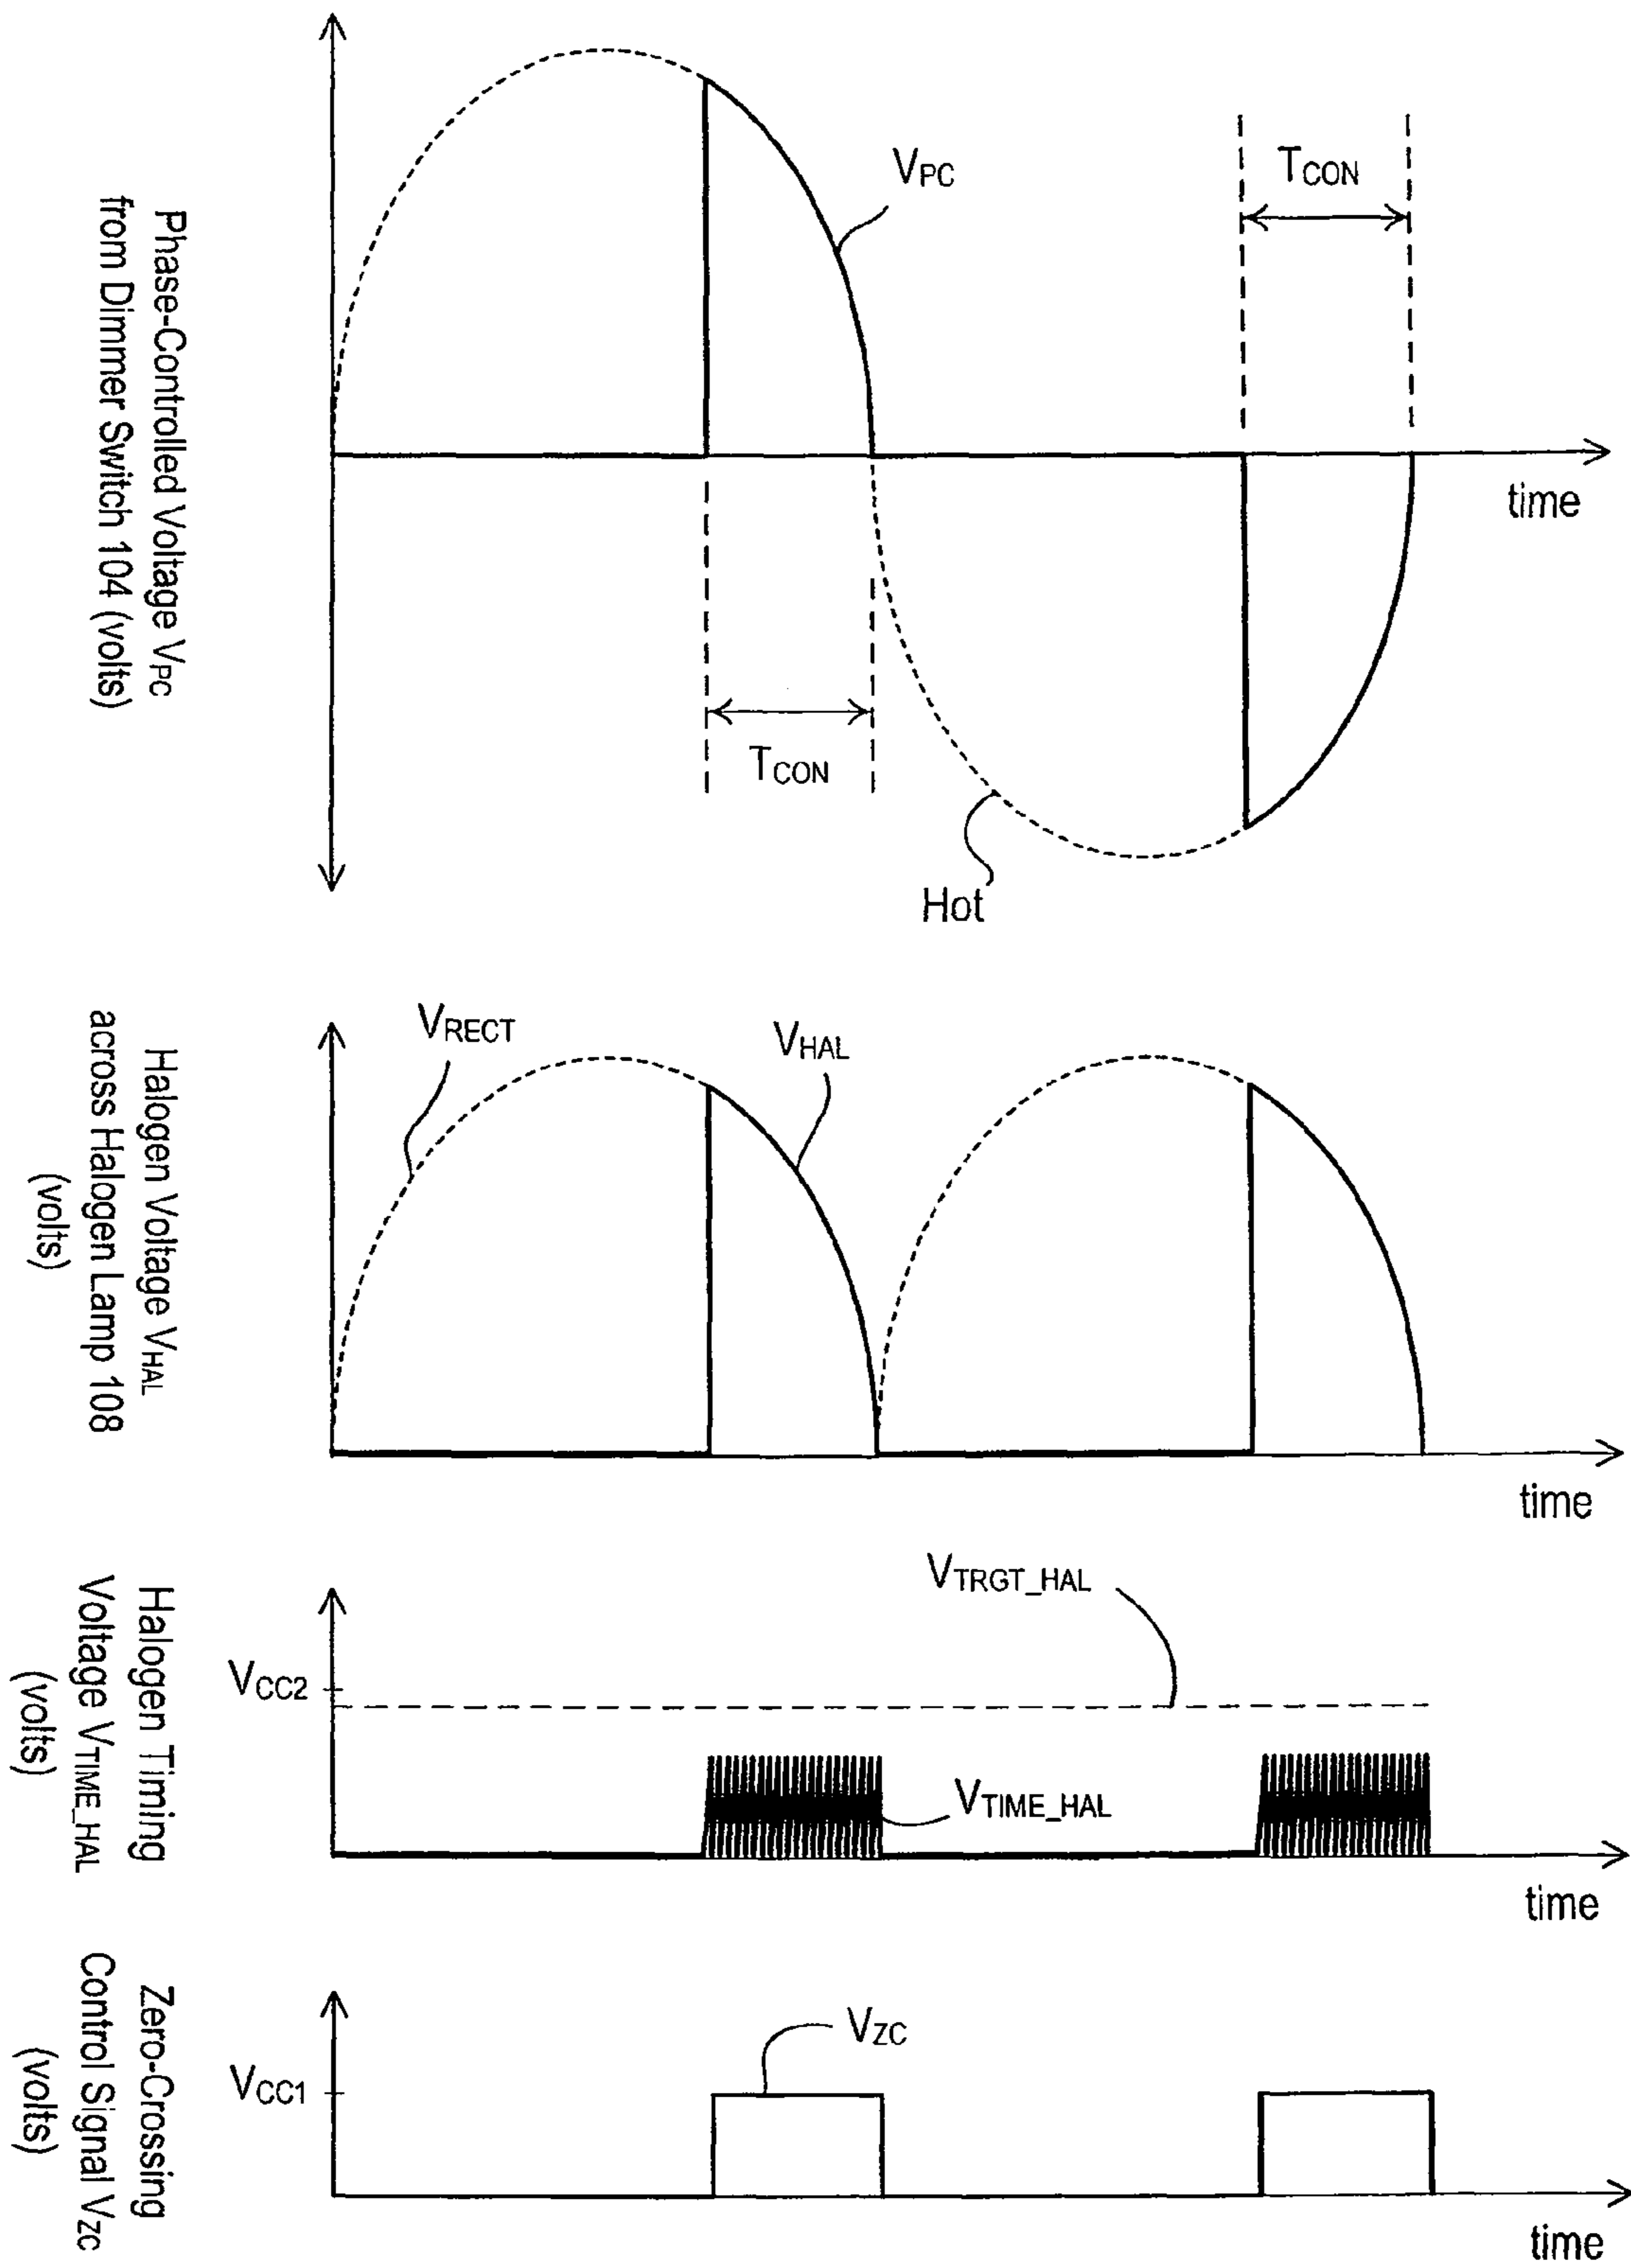 Phase-Controlled Voltage VPC
from Dimmer Switch 104 (volts)
VPC
TCON
time
TCON
Hot
Halogen Voltage VHAL
across Halogen Lamp 108
(volts)
VRECT
VHAL
time
Halogen Timing
Voltage VTIME_HAL
(volts)
VTRGT_HAL
VCC2
VTIME_HAL
time
Zero-Crossing
Control Signal VZC
(volts)
VZC
VCC1
time